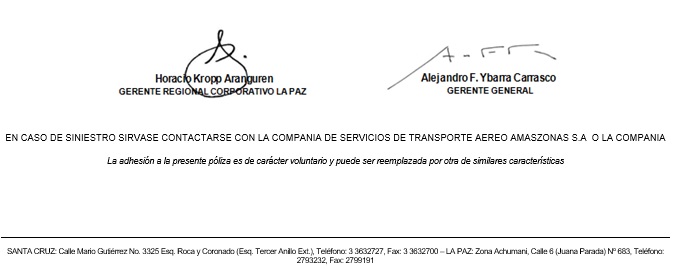 Horacio Kropp Aranguren
GERENTE REGIONAL CORPORATIVO LA PAZ
Alejandro F. Ybarra Carrasco
GERENTE GENERAL
EN CASO DE SINIESTRO SIRVASE CONTACTARSE CON LA COMPANIA DE SERVICIOS DE TRANSPORTE AEREO AMASZONAS S.A O LA COMPANIA
La adhesión a la presente póliza es de carácter voluntario y puede ser reemplazada por otra de similares características
SANTA CRUZ: Calle Mario Gutiérrez No. 3325 Esq. Roca y Coronado (Esq. Tercer Anillo Ext.), Teléfono: 3 3632727, Fax: 3 3632700 – LA PAZ: Zona Achumani, Calle 6 (Juana Parada) Nº 683, Teléfono:
2793232, Fax: 2799191